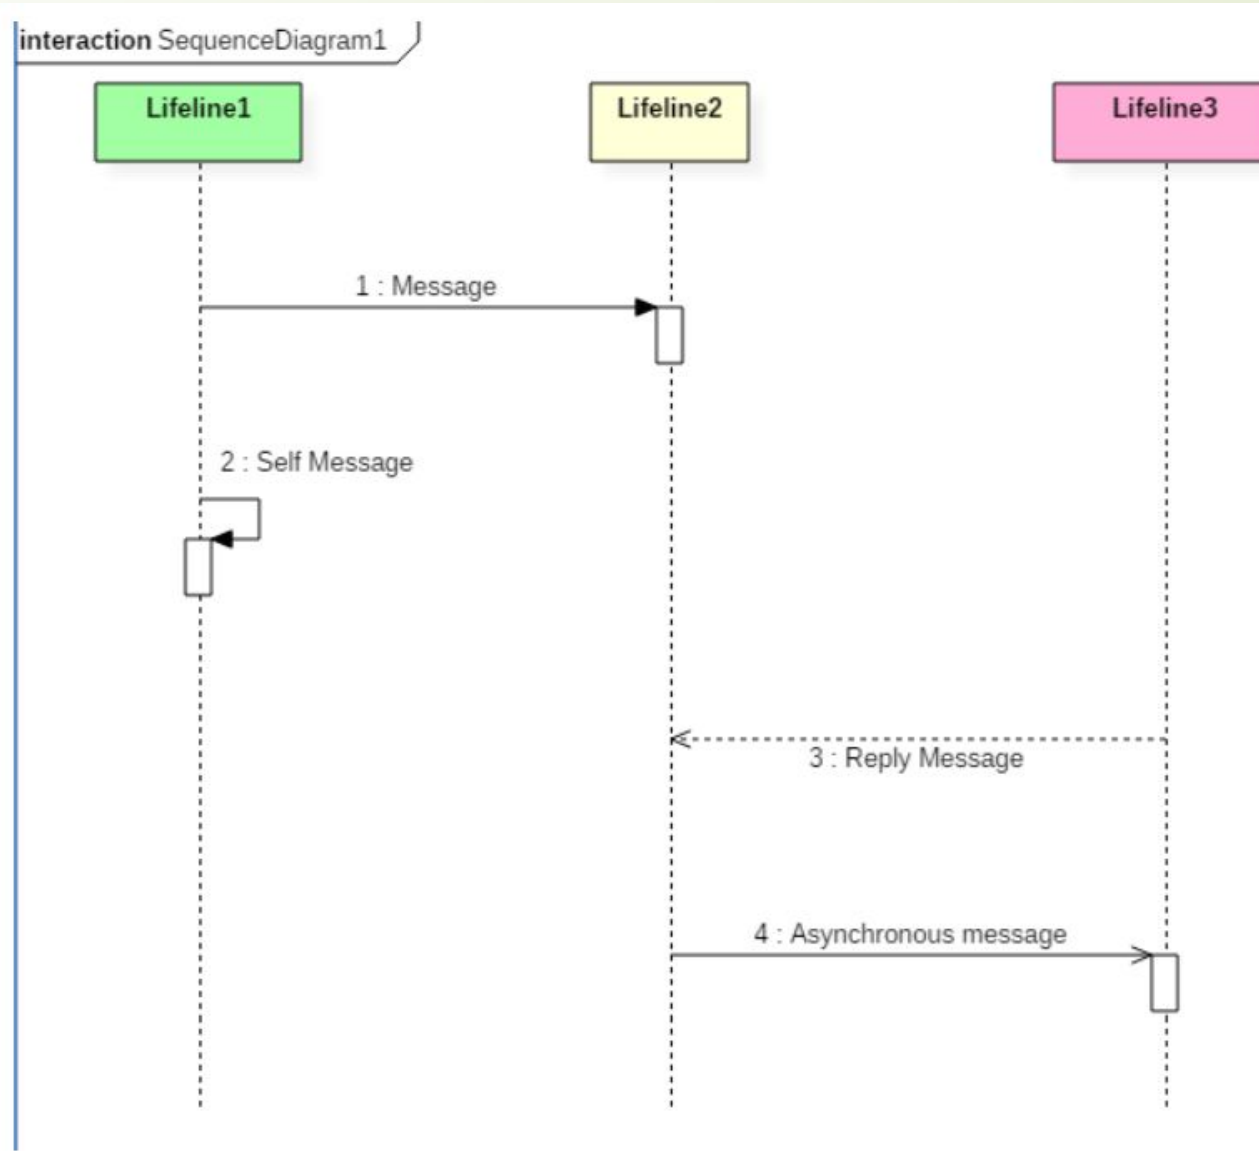 interaction SequenceDiagram1
Lifeline1
Lifeline2
Lifeline3
1 : Message
2 : Self Message
3 : Reply Message
4 : Asynchronous message